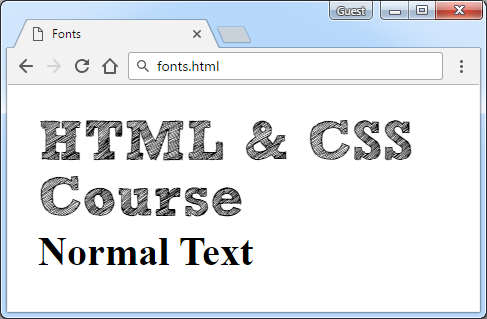 Guest
Fonts
fonts.html
HTML & CSS
Course
Normal Text